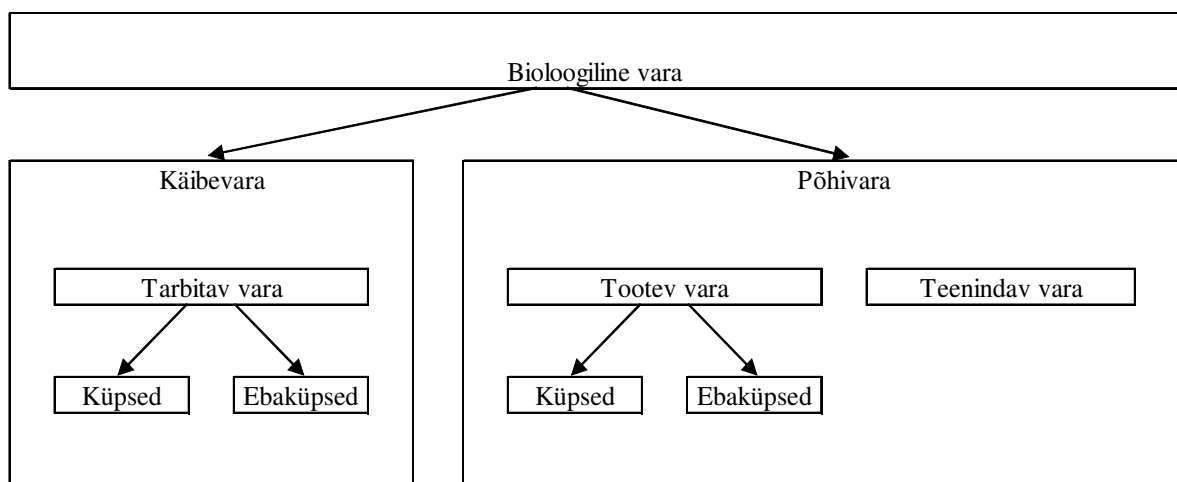 Bioloogiline vara
Käibevara
Põhivara
Tarbitav vara
Tootev vara
Teenindav vara
Küpsed
Ebaküpsed
Küpsed
Ebaküpsed